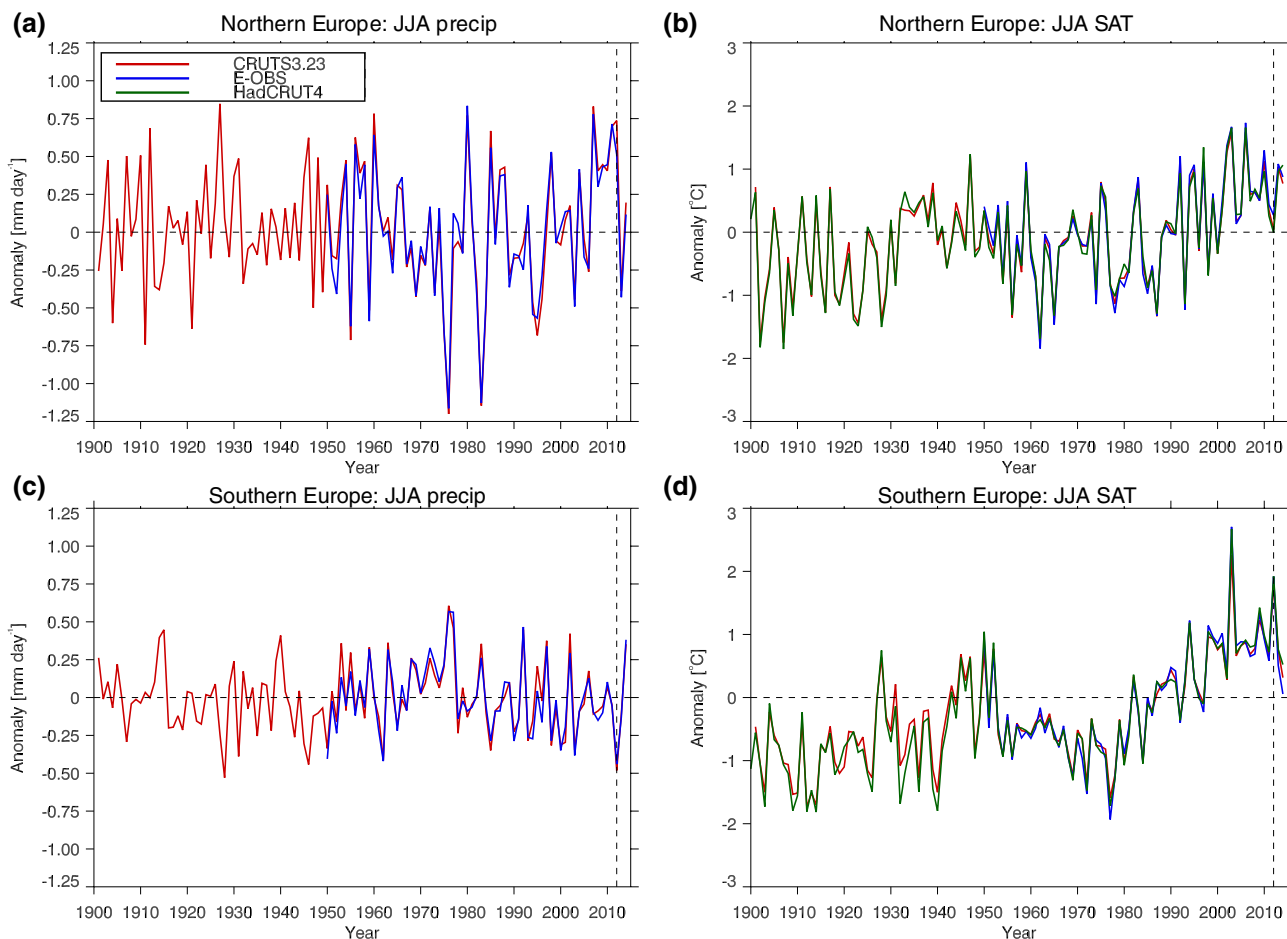 (a)
Northern Europe: JJA precip
1.25
1.00
0.75
0.50
0.25
0
-0.25
-0.50
-0.75
-1.00
-1.25
Anomaly [mm day-1]
CRUTS3.23
E-OBS
HadCRUT4
1900 1910 1920 1930 1940 1950 1960 1970 1980 1990 2000 2010
Year
(b)
Northern Europe: JJA SAT
3
2
1
0
-1
-2
-3
Anomaly [°C]
1900 1910 1920 1930 1940 1950 1960 1970 1980 1990 2000 2010
Year
(c)
Southern Europe: JJA precip
1.25
1.00
0.75
0.50
0.25
0
-0.25
-0.50
-0.75
-1.00
-1.25
Anomaly [mm day-1]
1900 1910 1920 1930 1940 1950 1960 1970 1980 1990 2000 2010
Year
(d)
Southern Europe: JJA SAT
3
2
1
0
-1
-2
-3
Anomaly [°C]
1900 1910 1920 1930 1940 1950 1960 1970 1980 1990 2000 2010
Year